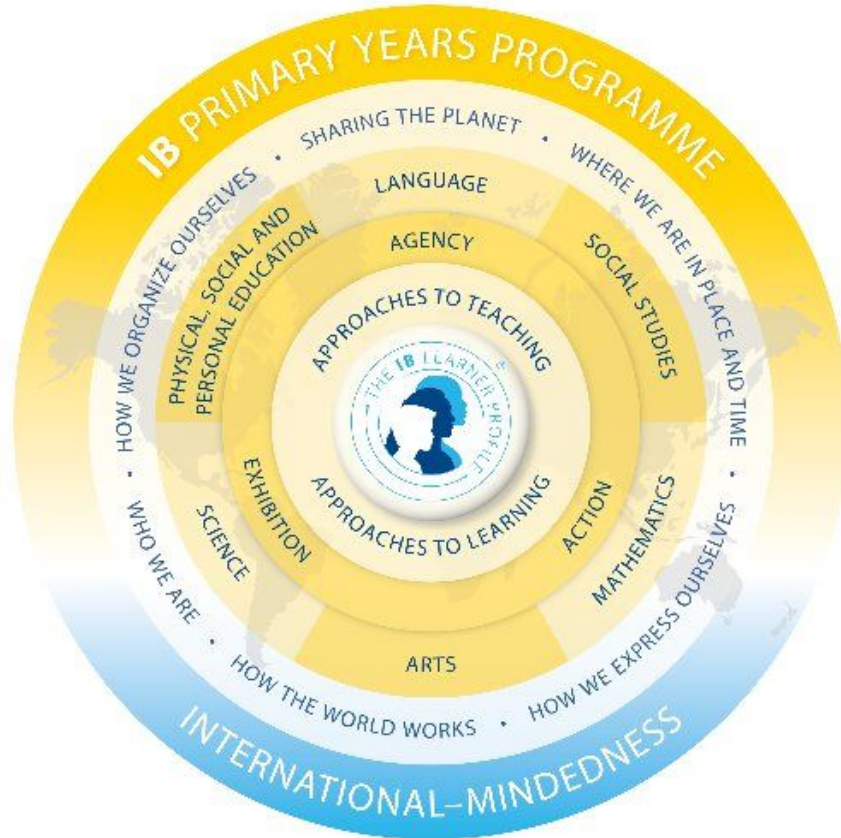 IB PRIMARY YEARS PROGRAMME
SHARING THE PLANET
WHERE WE ARE IN PLACE AND TIME
HOW WE EXPRESS OURSELVES
HOW THE WORLD WORKS
WHO WE ARE
HOW WE ORGANIZE OURSELVES
LANGUAGE
SOCIAL STUDIES
MATHEMATICS
ARTS
SCIENCE
PHYSICAL, SOCIAL AND
PERSONAL EDUCATION
AGENCY
ACTION
EXHIBITION
APPROACHES TO TEACHING
APPROACHES TO LEARNING
THE IB LEARNER PROFILE
INTERNATIONAL–MINDEDNESS